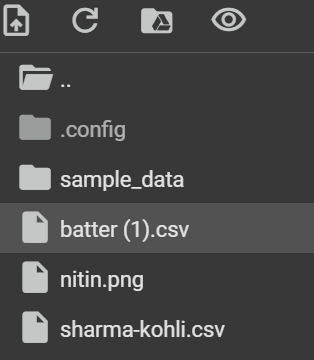 ..
.config
sample_data
batter (1).csv
nitin.png
sharma-kohli.csv